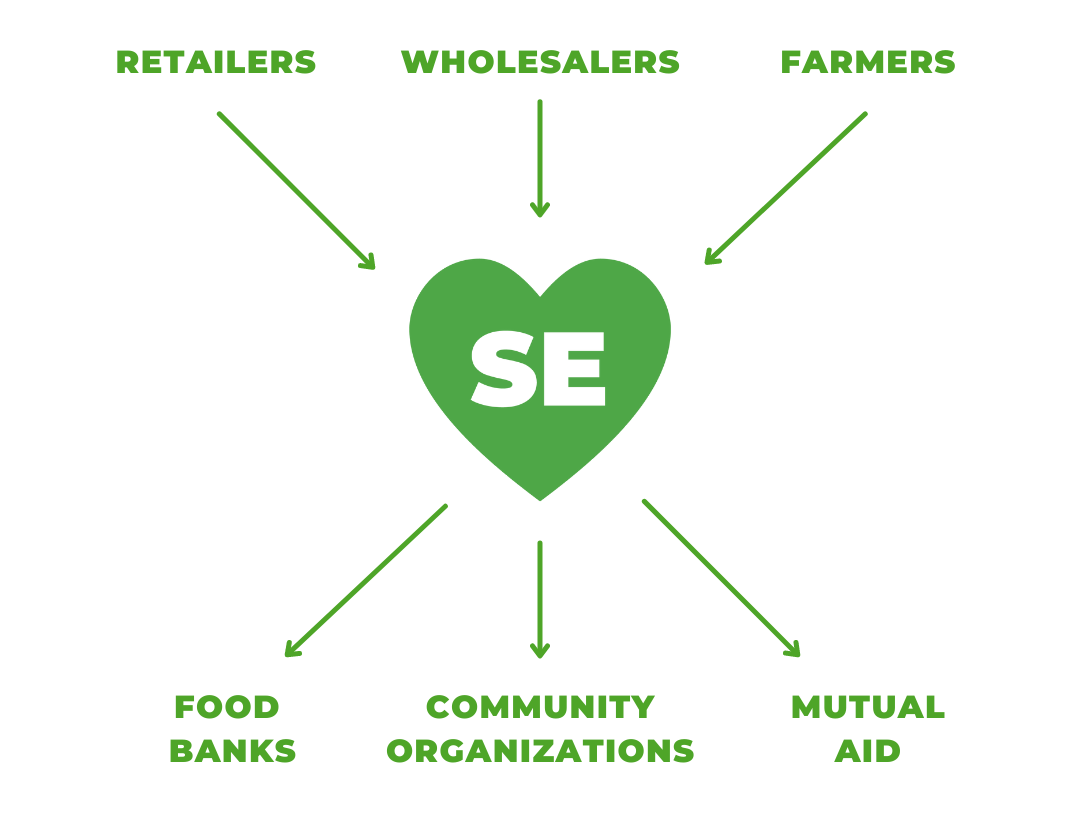 RETAILERS WHOLESALERS FARMERS
SE
FOOD COMMUNITY MUTUAL
BANKS ORGANIZATIONS AID